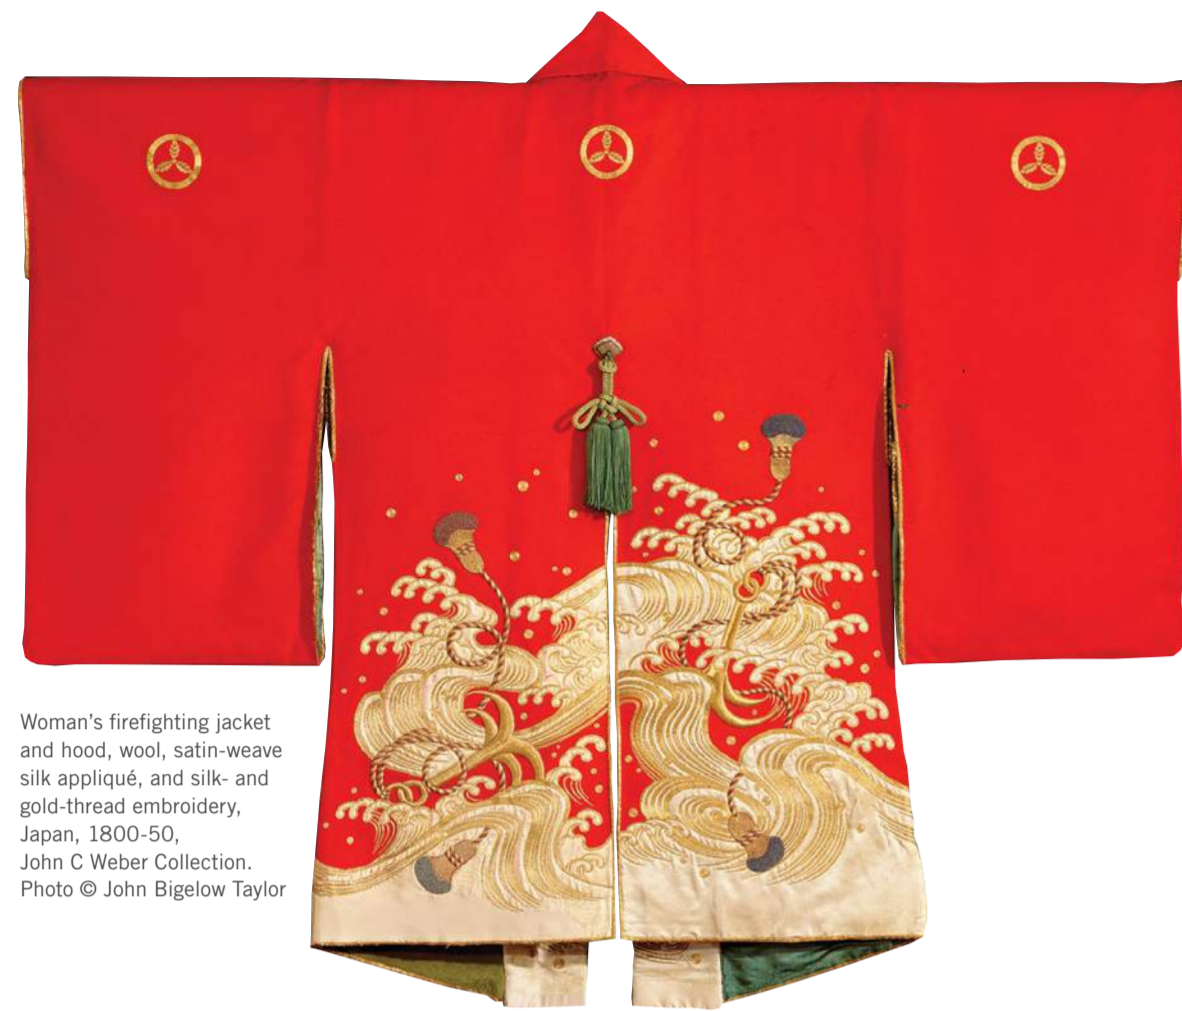 Woman’s firefighting jacket
and hood, wool, satin-weave
silk appliqué, and silk- and
gold-thread embroidery,
Japan, 1800-50,
John C Weber Collection.
Photo © John Bigelow Taylor